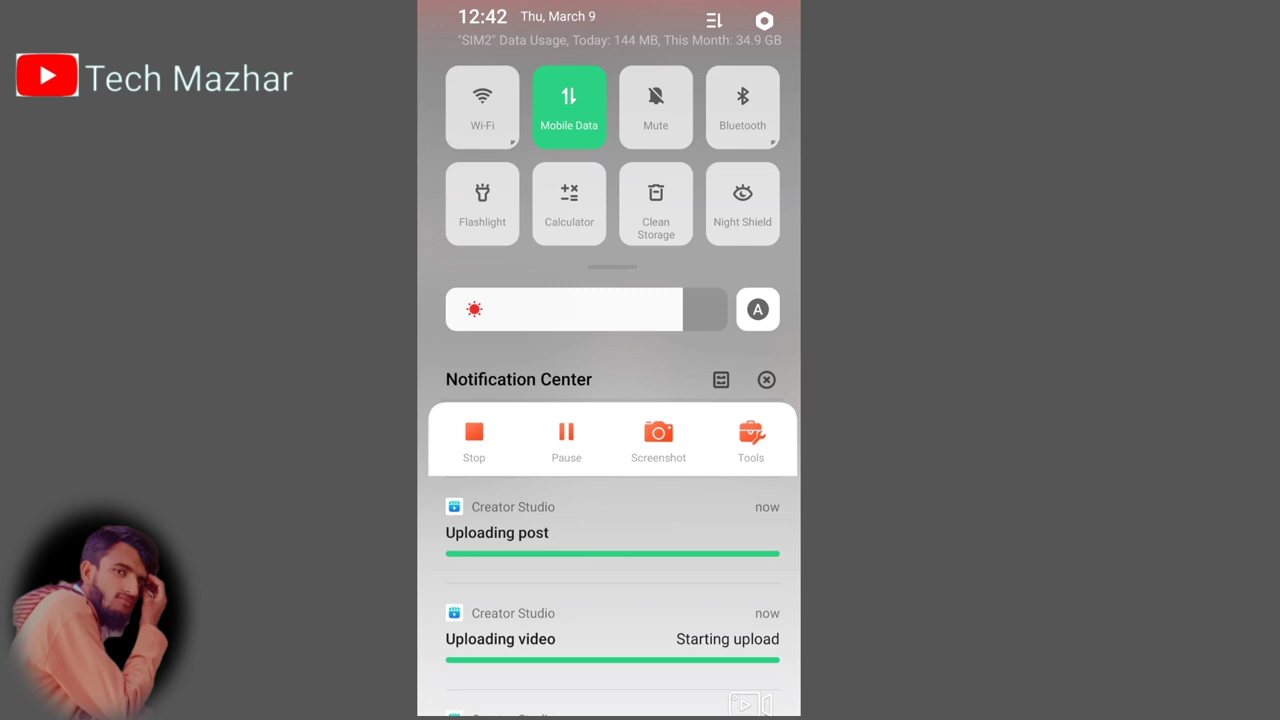 12:42 Thu, March 9
"SIM2" Data Usage, Today: 144 MB, This Month: 34.9 GB
Tech Mazhar
Wi-Fi Mobile Data Mute Bluetooth
Flashlight Calculator Clean Storage Night Shield
A
Notification Center
Stop Pause Screenshot Tools
Creator Studio now
Uploading post
Creator Studio now
Uploading video Starting upload